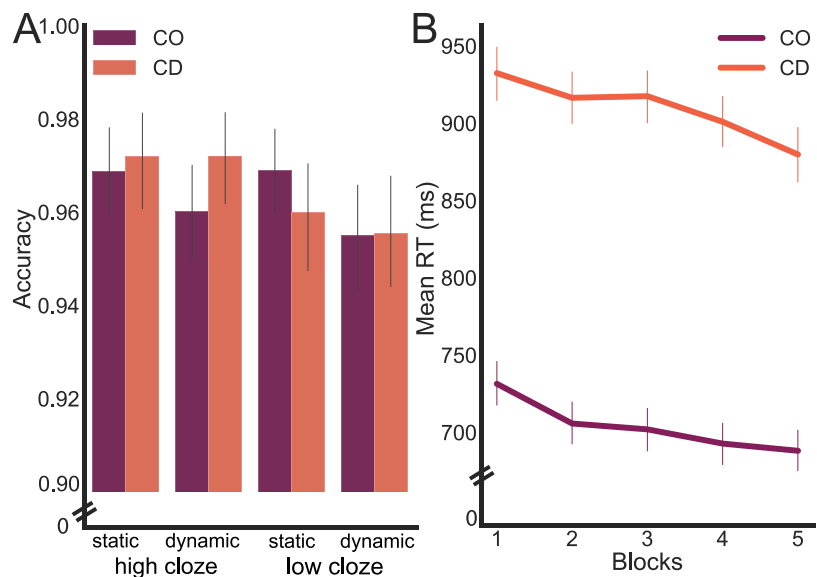 A
CO
CD
Accuracy
1.00
0.98
0.96
0.94
0.92
0.90
0
static dynamic static dynamic
high cloze low cloze
B
CO
CD
Mean RT (ms)
950
900
850
800
750
700
0
1 2 3 4 5
Blocks